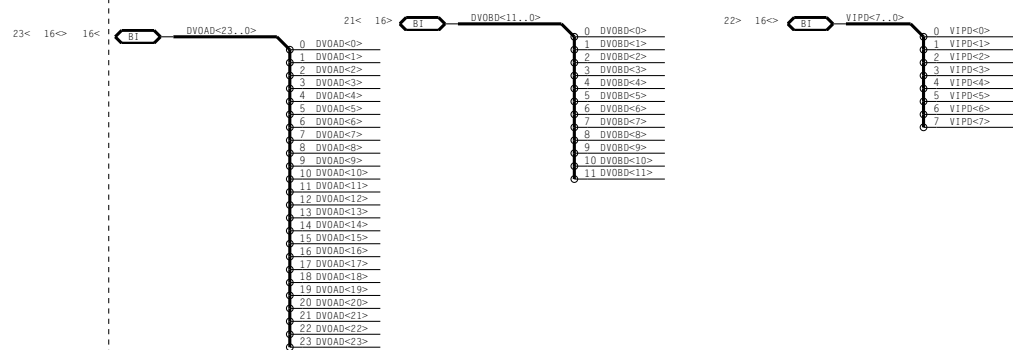 23< 16<> 16< BI DVOAD<23..0>
0 DVOAD<0>
1 DVOAD<1>
2 DVOAD<2>
3 DVOAD<3>
4 DVOAD<4>
5 DVOAD<5>
6 DVOAD<6>
7 DVOAD<7>
8 DVOAD<8>
9 DVOAD<9>
10 DVOAD<10>
11 DVOAD<11>
12 DVOAD<12>
13 DVOAD<13>
14 DVOAD<14>
15 DVOAD<15>
16 DVOAD<16>
17 DVOAD<17>
18 DVOAD<18>
19 DVOAD<19>
20 DVOAD<20>
21 DVOAD<21>
22 DVOAD<22>
23 DVOAD<23>
21< 16> BI DVOBD<11..0>
0 DVOBD<0>
1 DVOBD<1>
2 DVOBD<2>
3 DVOBD<3>
4 DVOBD<4>
5 DVOBD<5>
6 DVOBD<6>
7 DVOBD<7>
8 DVOBD<8>
9 DVOBD<9>
10 DVOBD<10>
11 DVOBD<11>
22> 16<> BI VIPD<7..0>
0 VIPD<0>
1 VIPD<1>
2 VIPD<2>
3 VIPD<3>
4 VIPD<4>
5 VIPD<5>
6 VIPD<6>
7 VIPD<7>